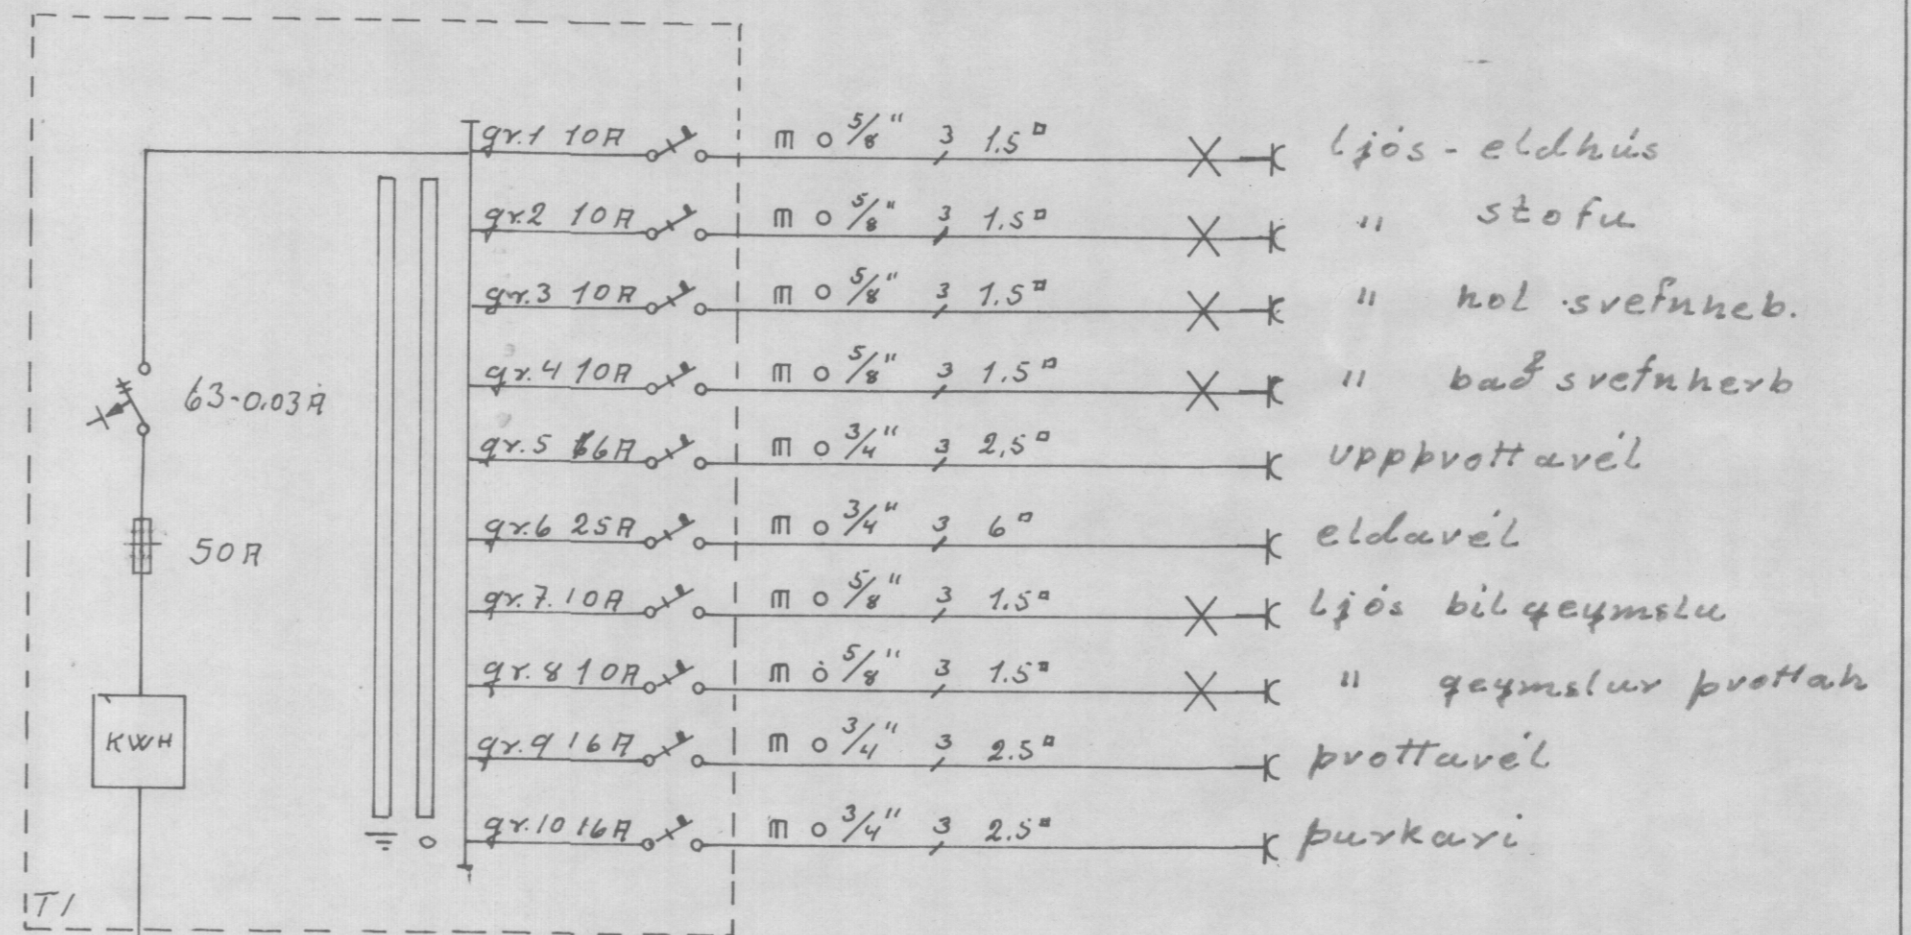 gr.1 10A m o 5/8" 3 1.5▫ ljós - eldhús
gr.2 10A m o 5/8" 3 1.5▫ " stofu
gr.3 10A m o 5/8" 3 1.5▫ " hol svefnheb.
gr.4 10A m o 5/8" 3 1.5▫ " bað & svefnherb
63-0.03A
gr.5 16A m o 3/4" 3 2,5▫ uppþvottavél
50A
gr.6 25A m o 3/4" 3 6▫ eldavél
gr.7. 10A m o 5/8" 3 1.5▫ ljós bílgeymslu
gr.8 10A m o 5/8" 3 1.5▫ " geymslur þvottah
KWH
gr.9 16A m o 3/4" 3 2.5▫ þvottavél
gr.10 16A m o 3/4" 3 2.5▫ þurkari
T1